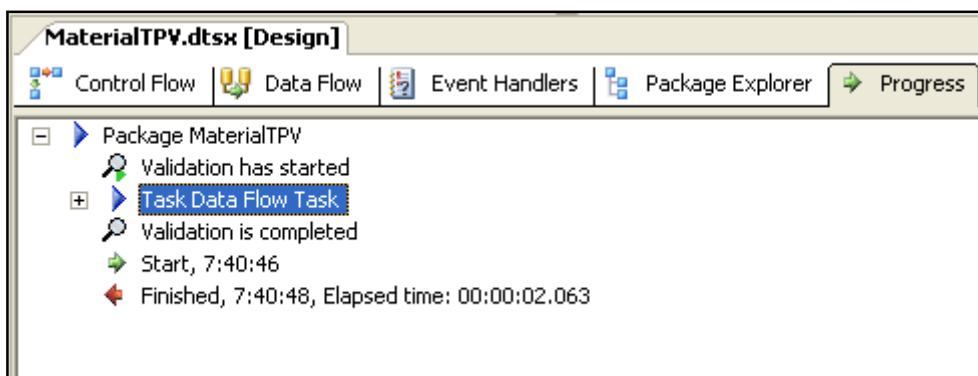 MaterialTPV.dtsx [Design]
Control Flow Data Flow Event Handlers Package Explorer Progress
Package MaterialTPV
Validation has started
Task Data Flow Task
Validation is completed
Start, 7:40:46
Finished, 7:40:48, Elapsed time: 00:00:02.063